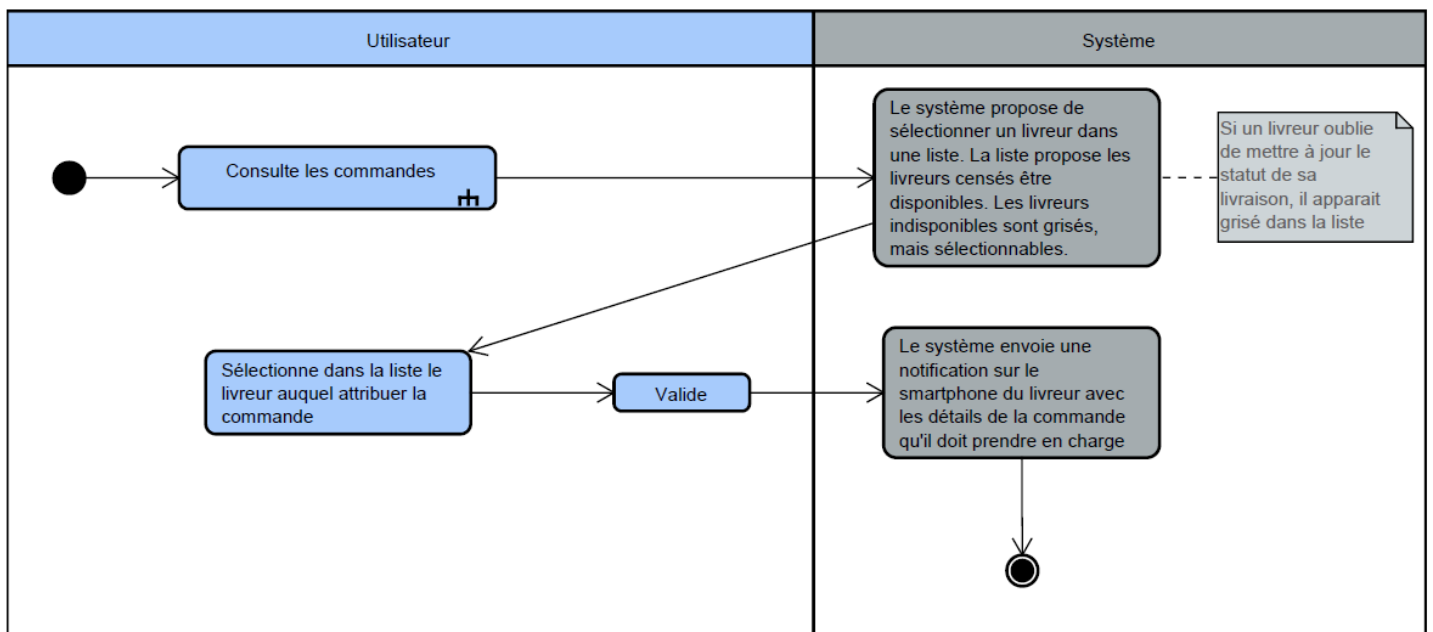 Utilisateur
Système
Consulte les commandes
Le système propose de
sélectionner un livreur dans
une liste. La liste propose les
livreurs censés être
disponibles. Les livreurs
indisponibles sont grisés,
mais sélectionnables.
Si un livreur oublie
de mettre à jour le
statut de sa
livraison, il apparait
grisé dans la liste
Sélectionne dans la liste le
livreur auquel attribuer la
commande
Valide
Le système envoie une
notification sur le
smartphone du livreur avec
les détails de la commande
qu'il doit prendre en charge